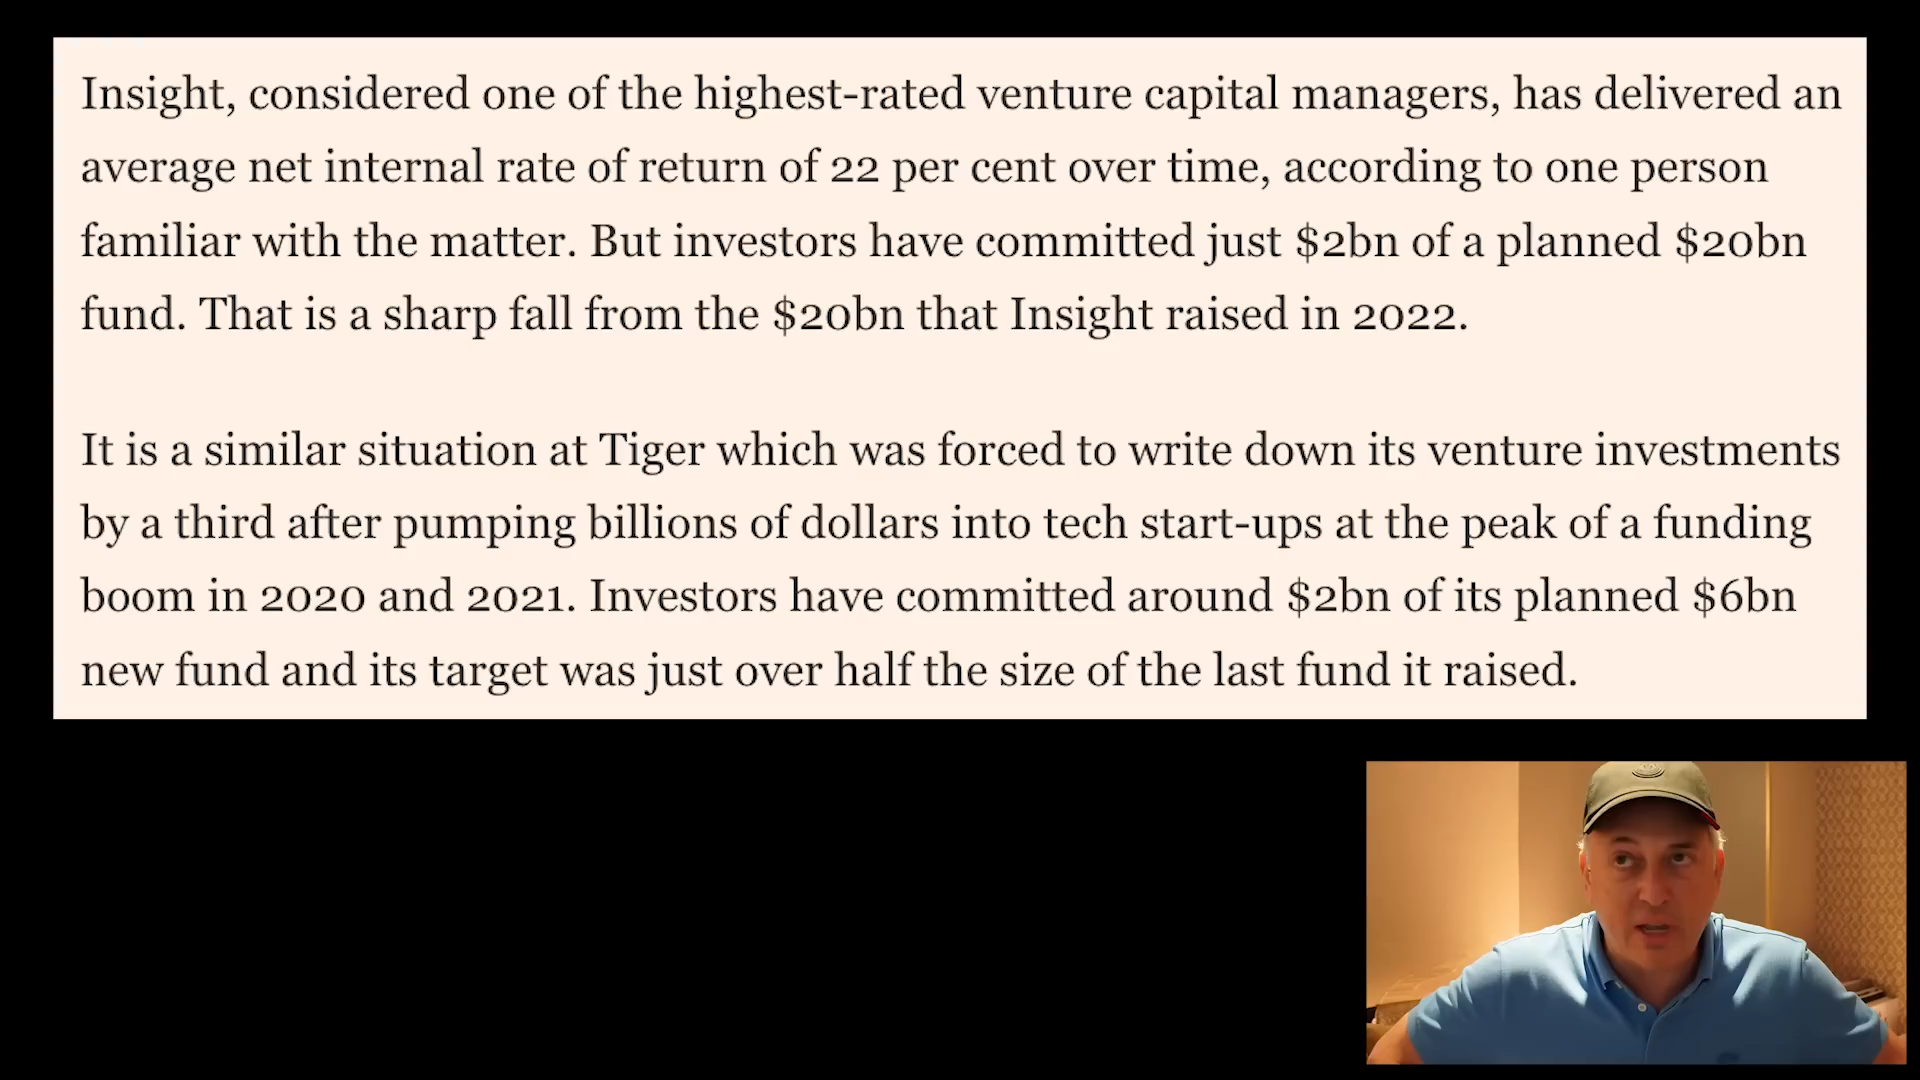 Insight, considered one of the highest-rated venture capital managers, has delivered an
average net internal rate of return of 22 per cent over time, according to one person
familiar with the matter. But investors have committed just $2bn of a planned $20bn
fund. That is a sharp fall from the $20bn that Insight raised in 2022.
It is a similar situation at Tiger which was forced to write down its venture investments
by a third after pumping billions of dollars into tech start-ups at the peak of a funding
boom in 2020 and 2021. Investors have committed around $2bn of its planned $6bn
new fund and its target was just over half the size of the last fund it raised.